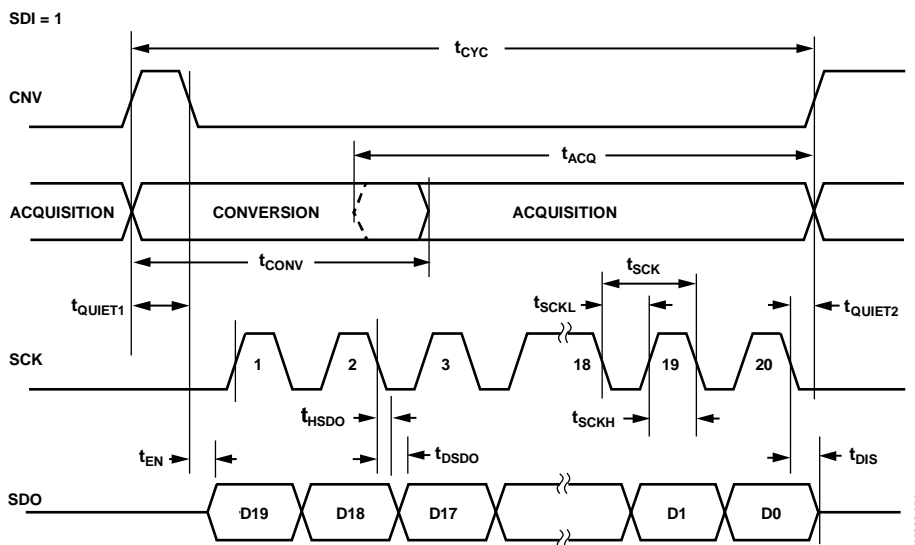 SDI = 1
tCYC
CNV
tACQ
ACQUISITION CONVERSION ACQUISITION
tCONV
tSCK
tQUIET1 tSCKL tQUIET2
SCK 1 2 3 18 19 20
tHSDO tSCKH
tEN tDSDO tDIS
SDO D19 D18 D17 D1 D0